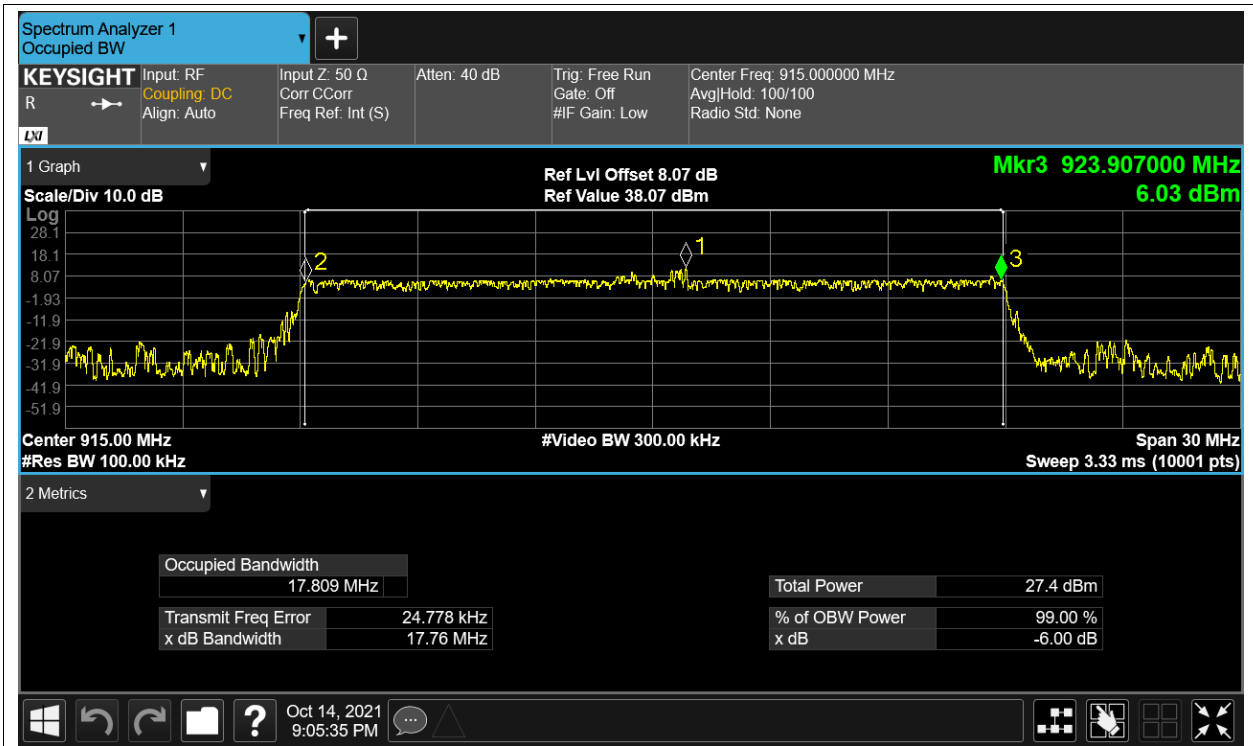 Spectrum Analyzer 1
Occupied BW
KEYSIGHT
R
LXI
Input: RF
Coupling: DC
Align: Auto
Input Z: 50 Ω
Corr CCorr
Freq Ref: Int (S)
Atten: 40 dB
Trig: Free Run
Gate: Off
#IF Gain: Low
Center Freq: 915.000000 MHz
Avg|Hold: 100/100
Radio Std: None
1 Graph
Scale/Div 10.0 dB
Ref Lvl Offset 8.07 dB
Ref Value 38.07 dBm
Mkr3 923.907000 MHz
6.03 dBm
Log
28.1
18.1
8.07
-1.93
-11.9
-21.9
-31.9
-41.9
-51.9
2
1
3
Center 915.00 MHz
#Res BW 100.00 kHz
#Video BW 300.00 kHz
Span 30 MHz
Sweep 3.33 ms (10001 pts)
2 Metrics
Occupied Bandwidth
17.809 MHz
Transmit Freq Error 24.778 kHz
x dB Bandwidth 17.76 MHz
Total Power 27.4 dBm
% of OBW Power 99.00 %
x dB -6.00 dB
?
Oct 14, 2021
9:05:35 PM